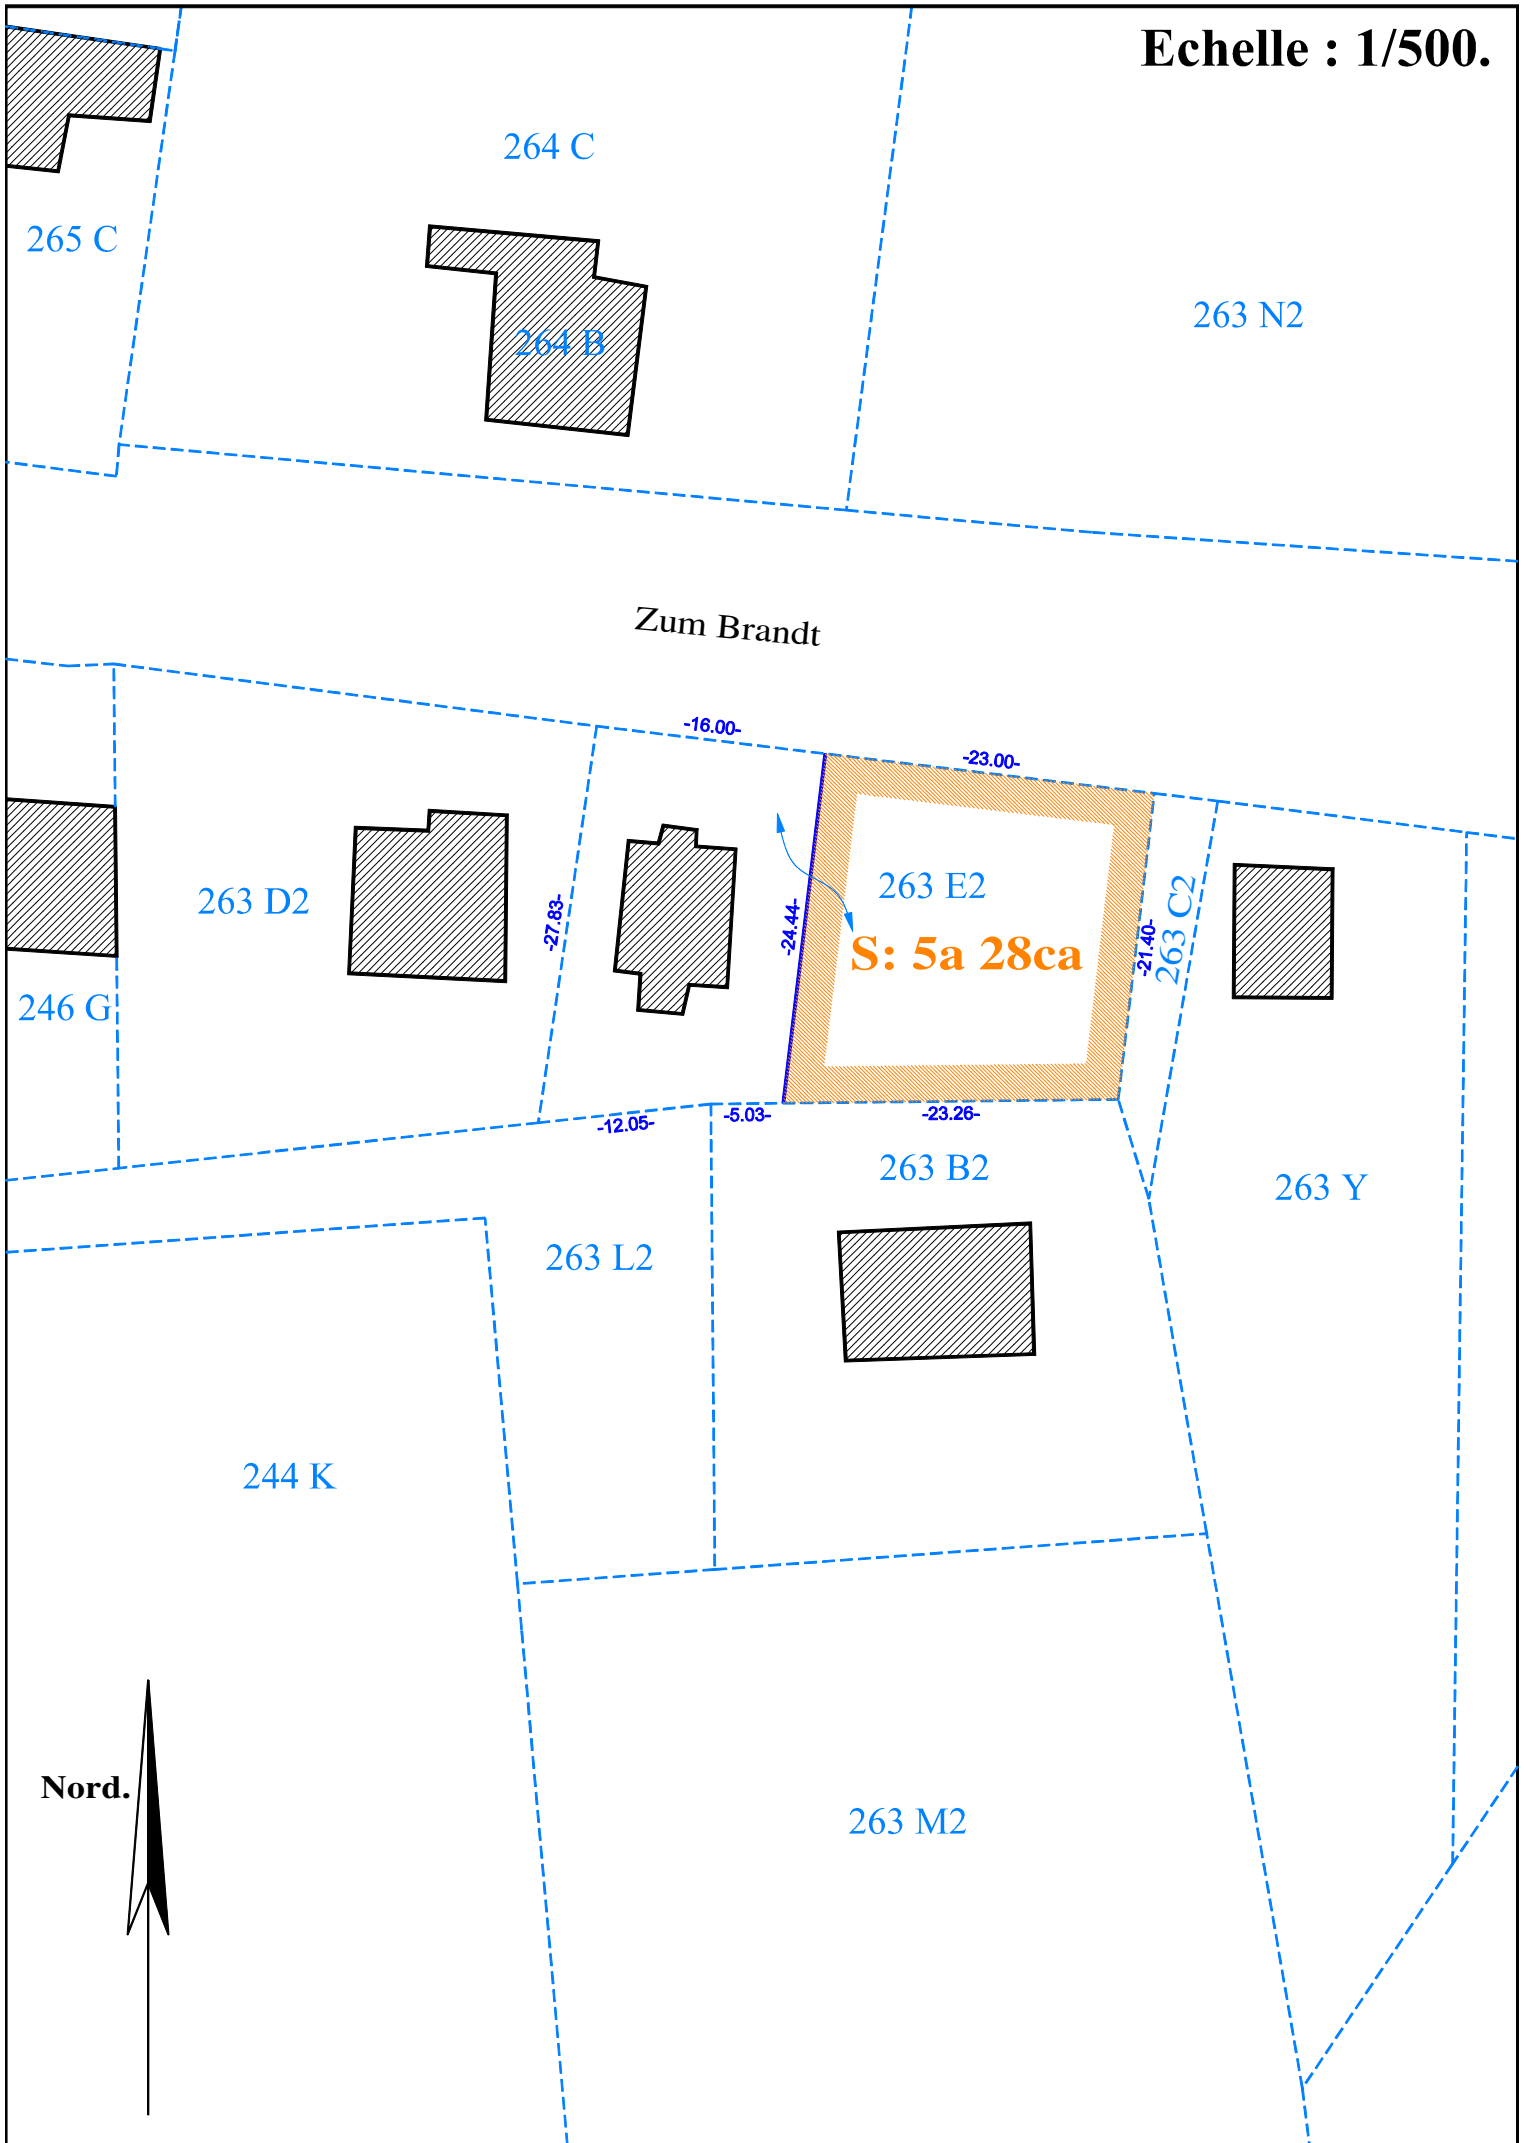 Echelle : 1/500.
264 C
265 C
263 N2
264 B
Zum Brandt
-16.00-
-23.00-
263 D2
-27.83-
-24.44-
263 E2
S: 5a 28ca
-21.40-
263 C2
246 G
-12.05-
-5.03-
-23.26-
263 B2
263 Y
263 L2
244 K
Nord.
263 M2